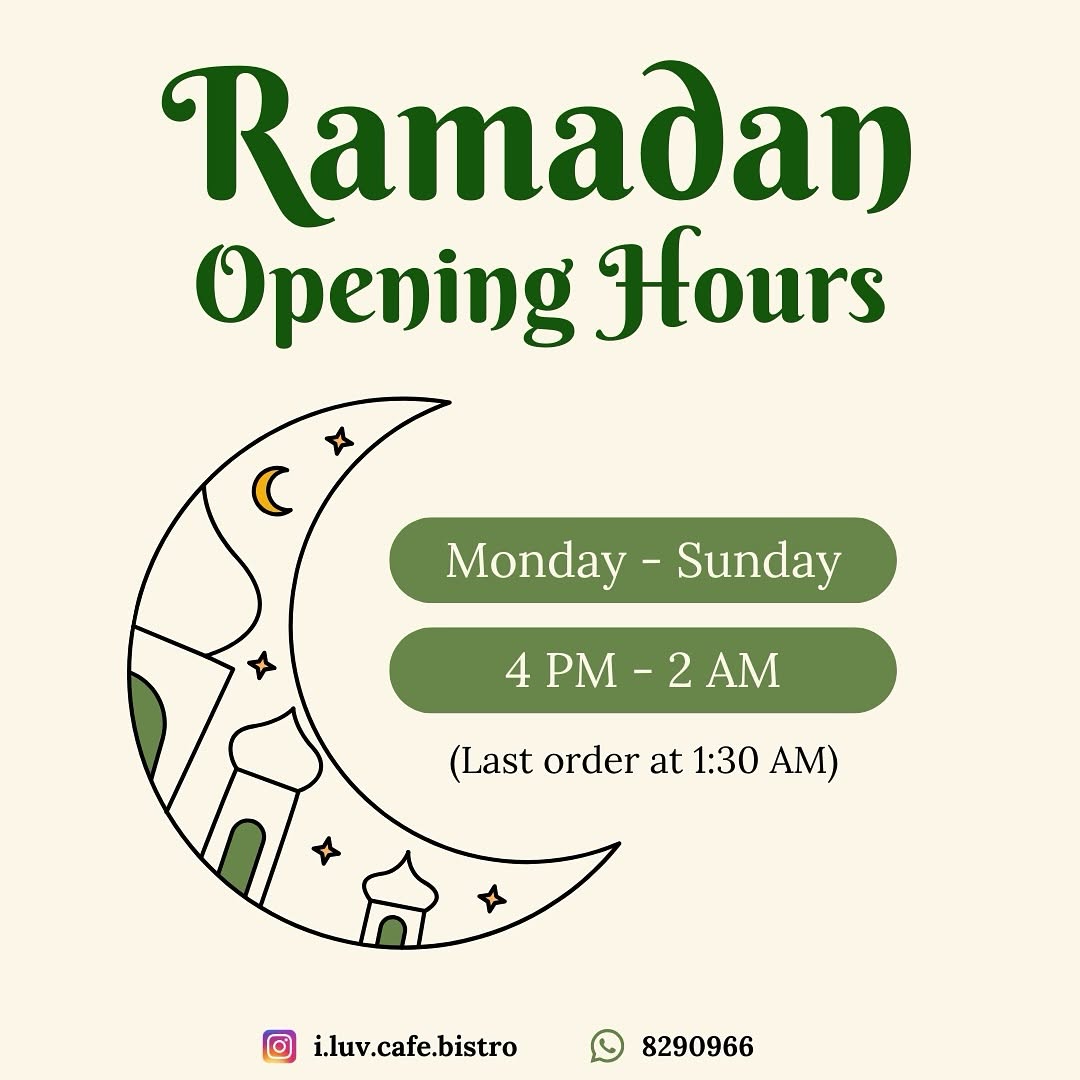 Ramadan
Opening Hours
Monday - Sunday
4 PM - 2 AM
(Last order at 1:30 AM)
i.luv.cafe.bistro
8290966